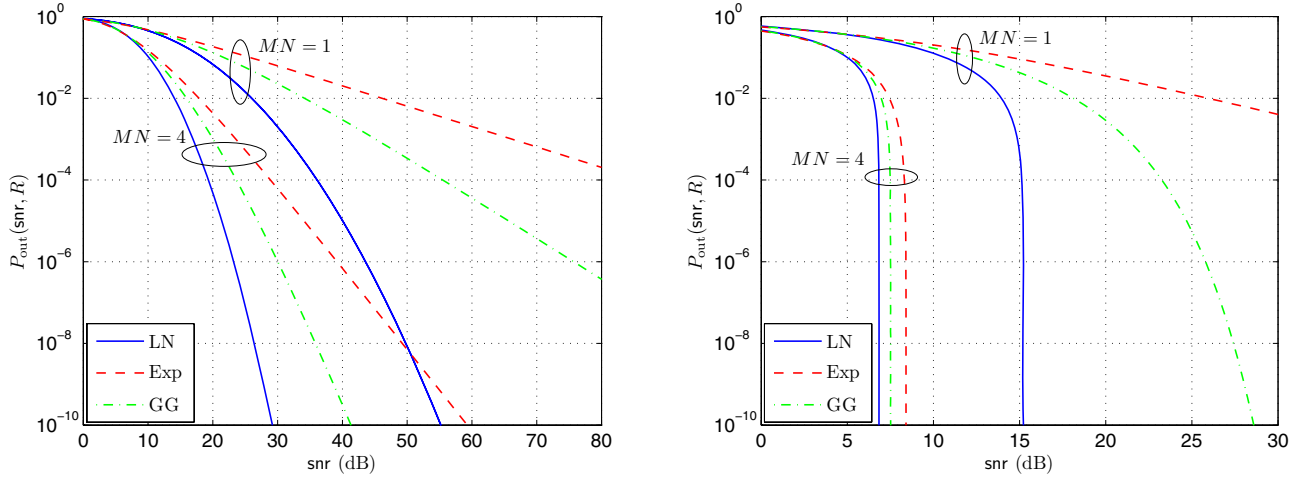 10^0
10^-2
10^-4
10^-6
10^-8
10^-10
P_out(snr, R)
MN = 1
MN = 4
LN
Exp
GG
0 10 20 30 40 50 60 70 80
snr (dB)
10^0
10^-2
10^-4
10^-6
10^-8
10^-10
P_out(snr, R)
MN = 1
MN = 4
LN
Exp
GG
0 5 10 15 20 25 30
snr (dB)